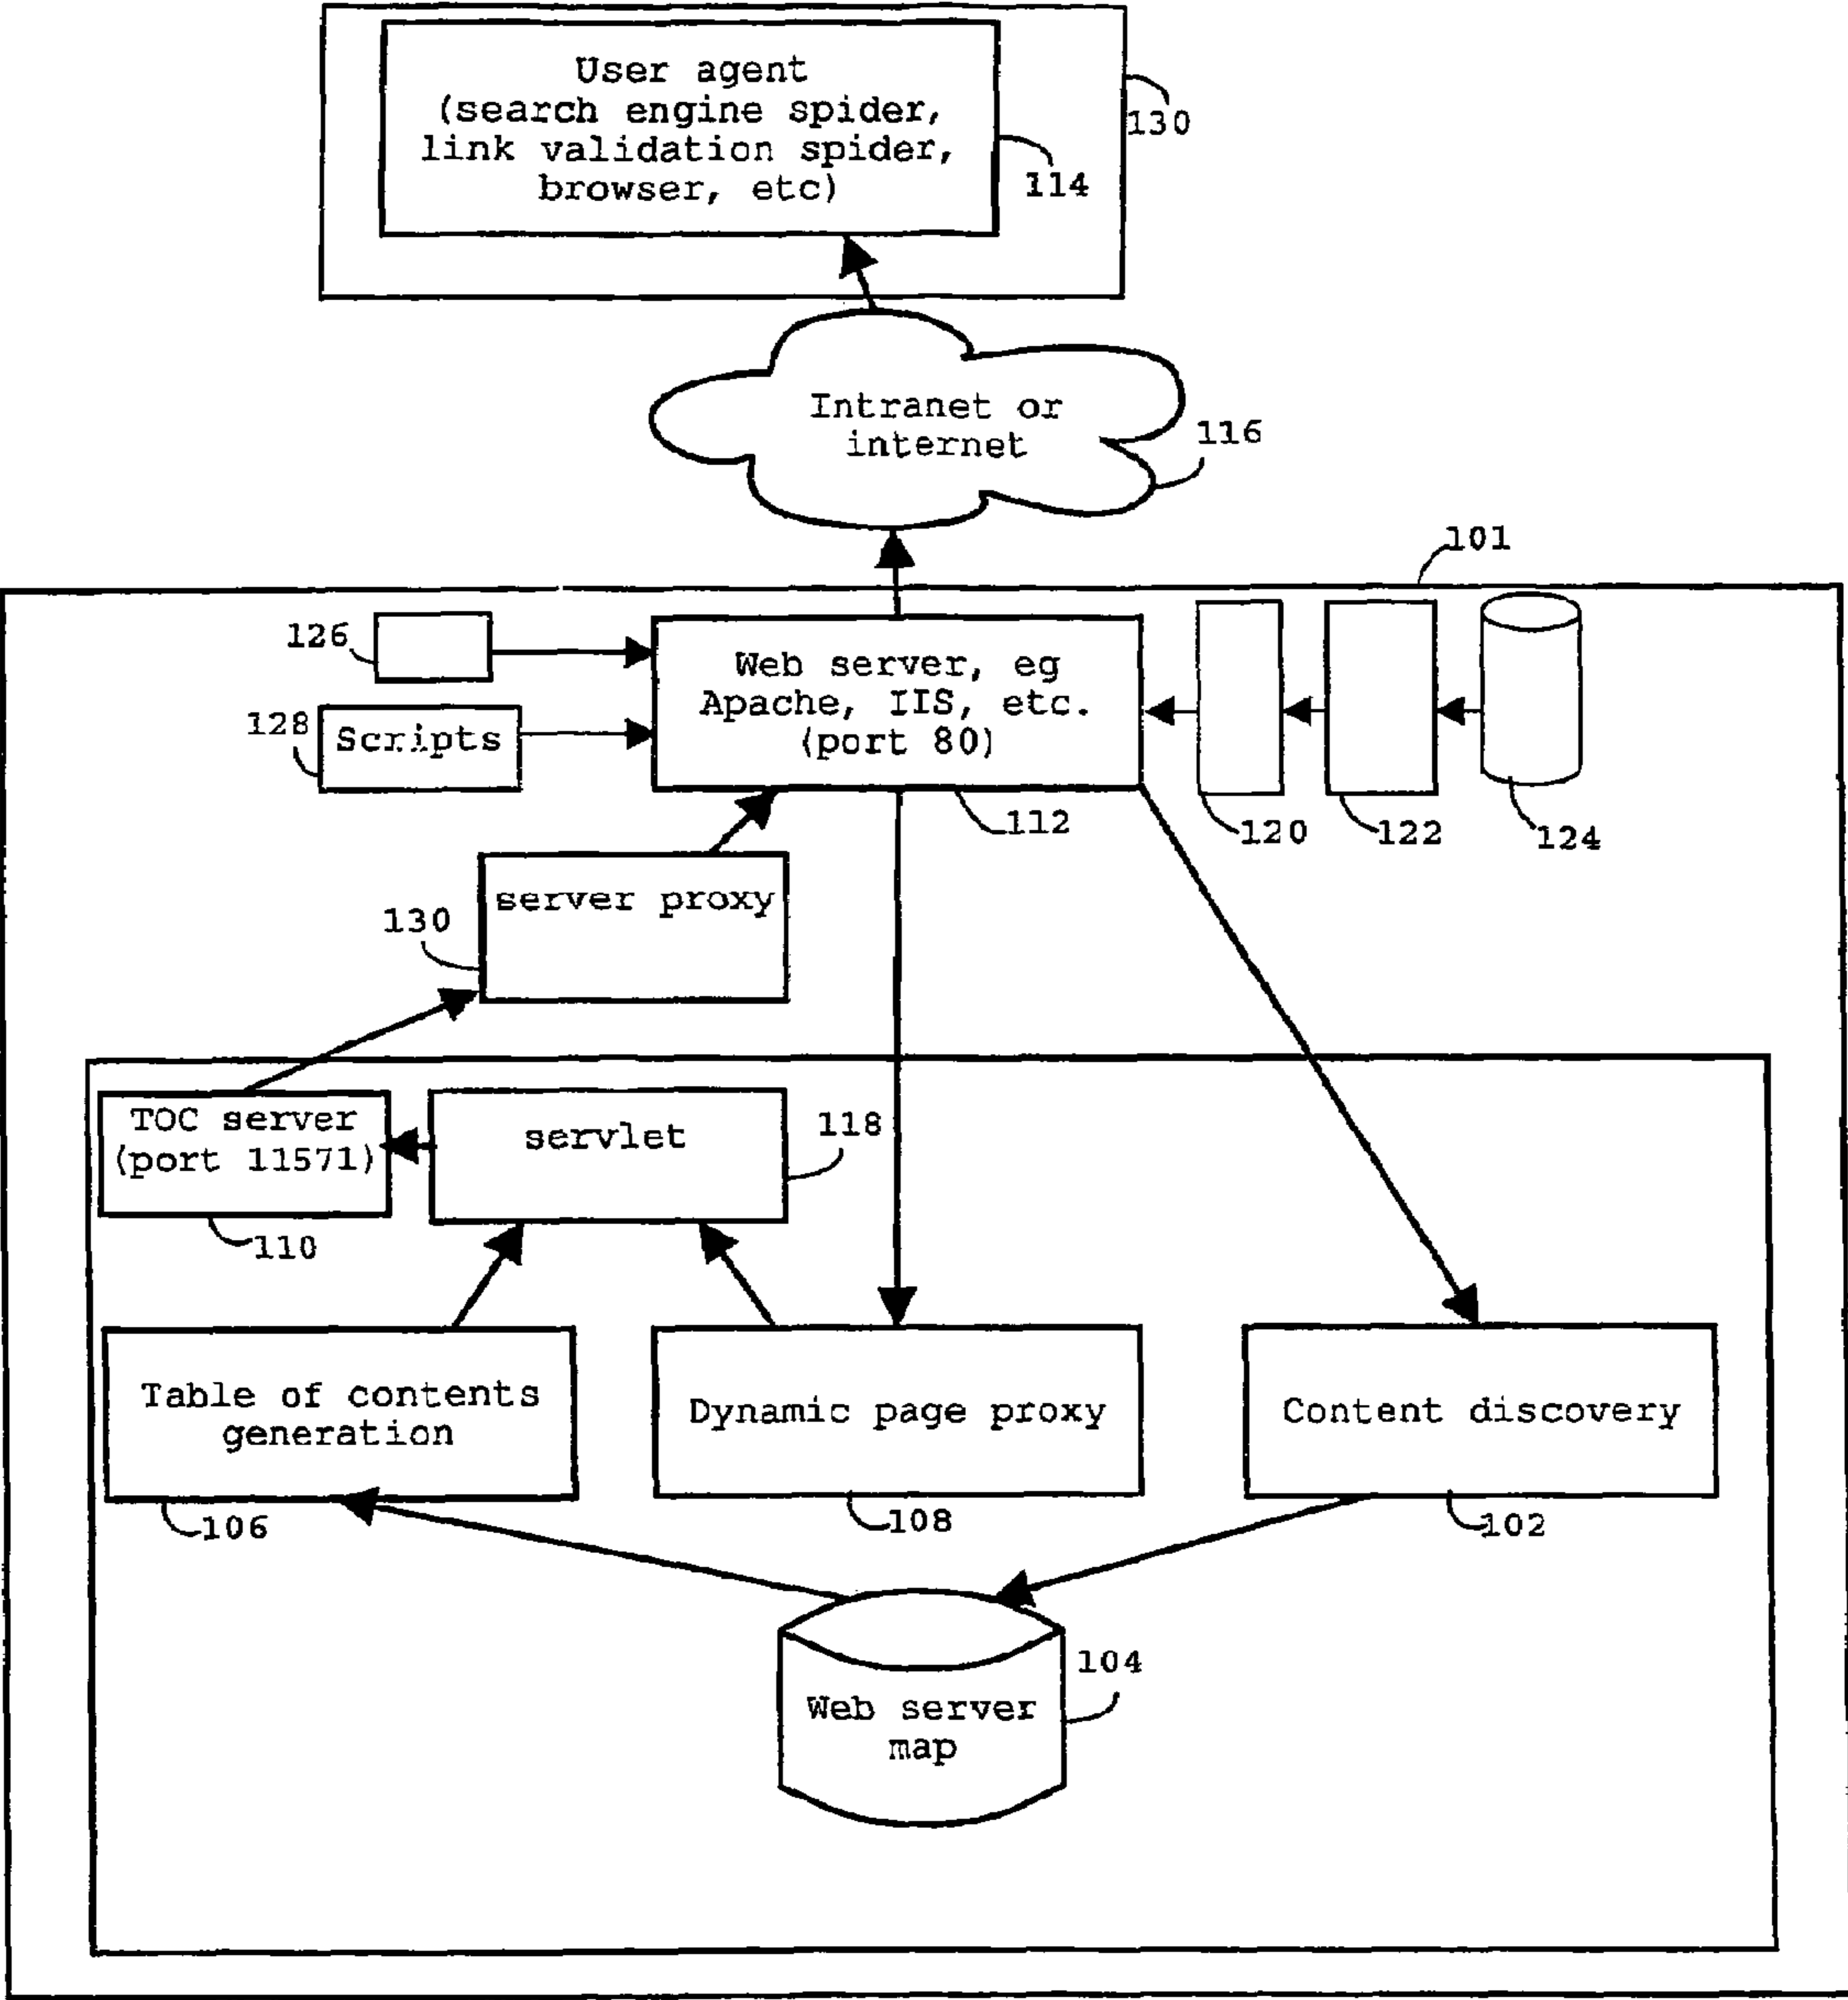 User agent
(search engine spider,
link validation spider,
browser, etc)
130
114
Intranet or
internet
116
101
126
Web server, eg
Apache, IIS, etc.
(port 80)
128
Scripts
112
120
122
124
server proxy
130
TOC server
(port 11571)
servlet
118
110
Table of contents
generation
Dynamic page proxy
Content discovery
106
108
102
104
Web server
map